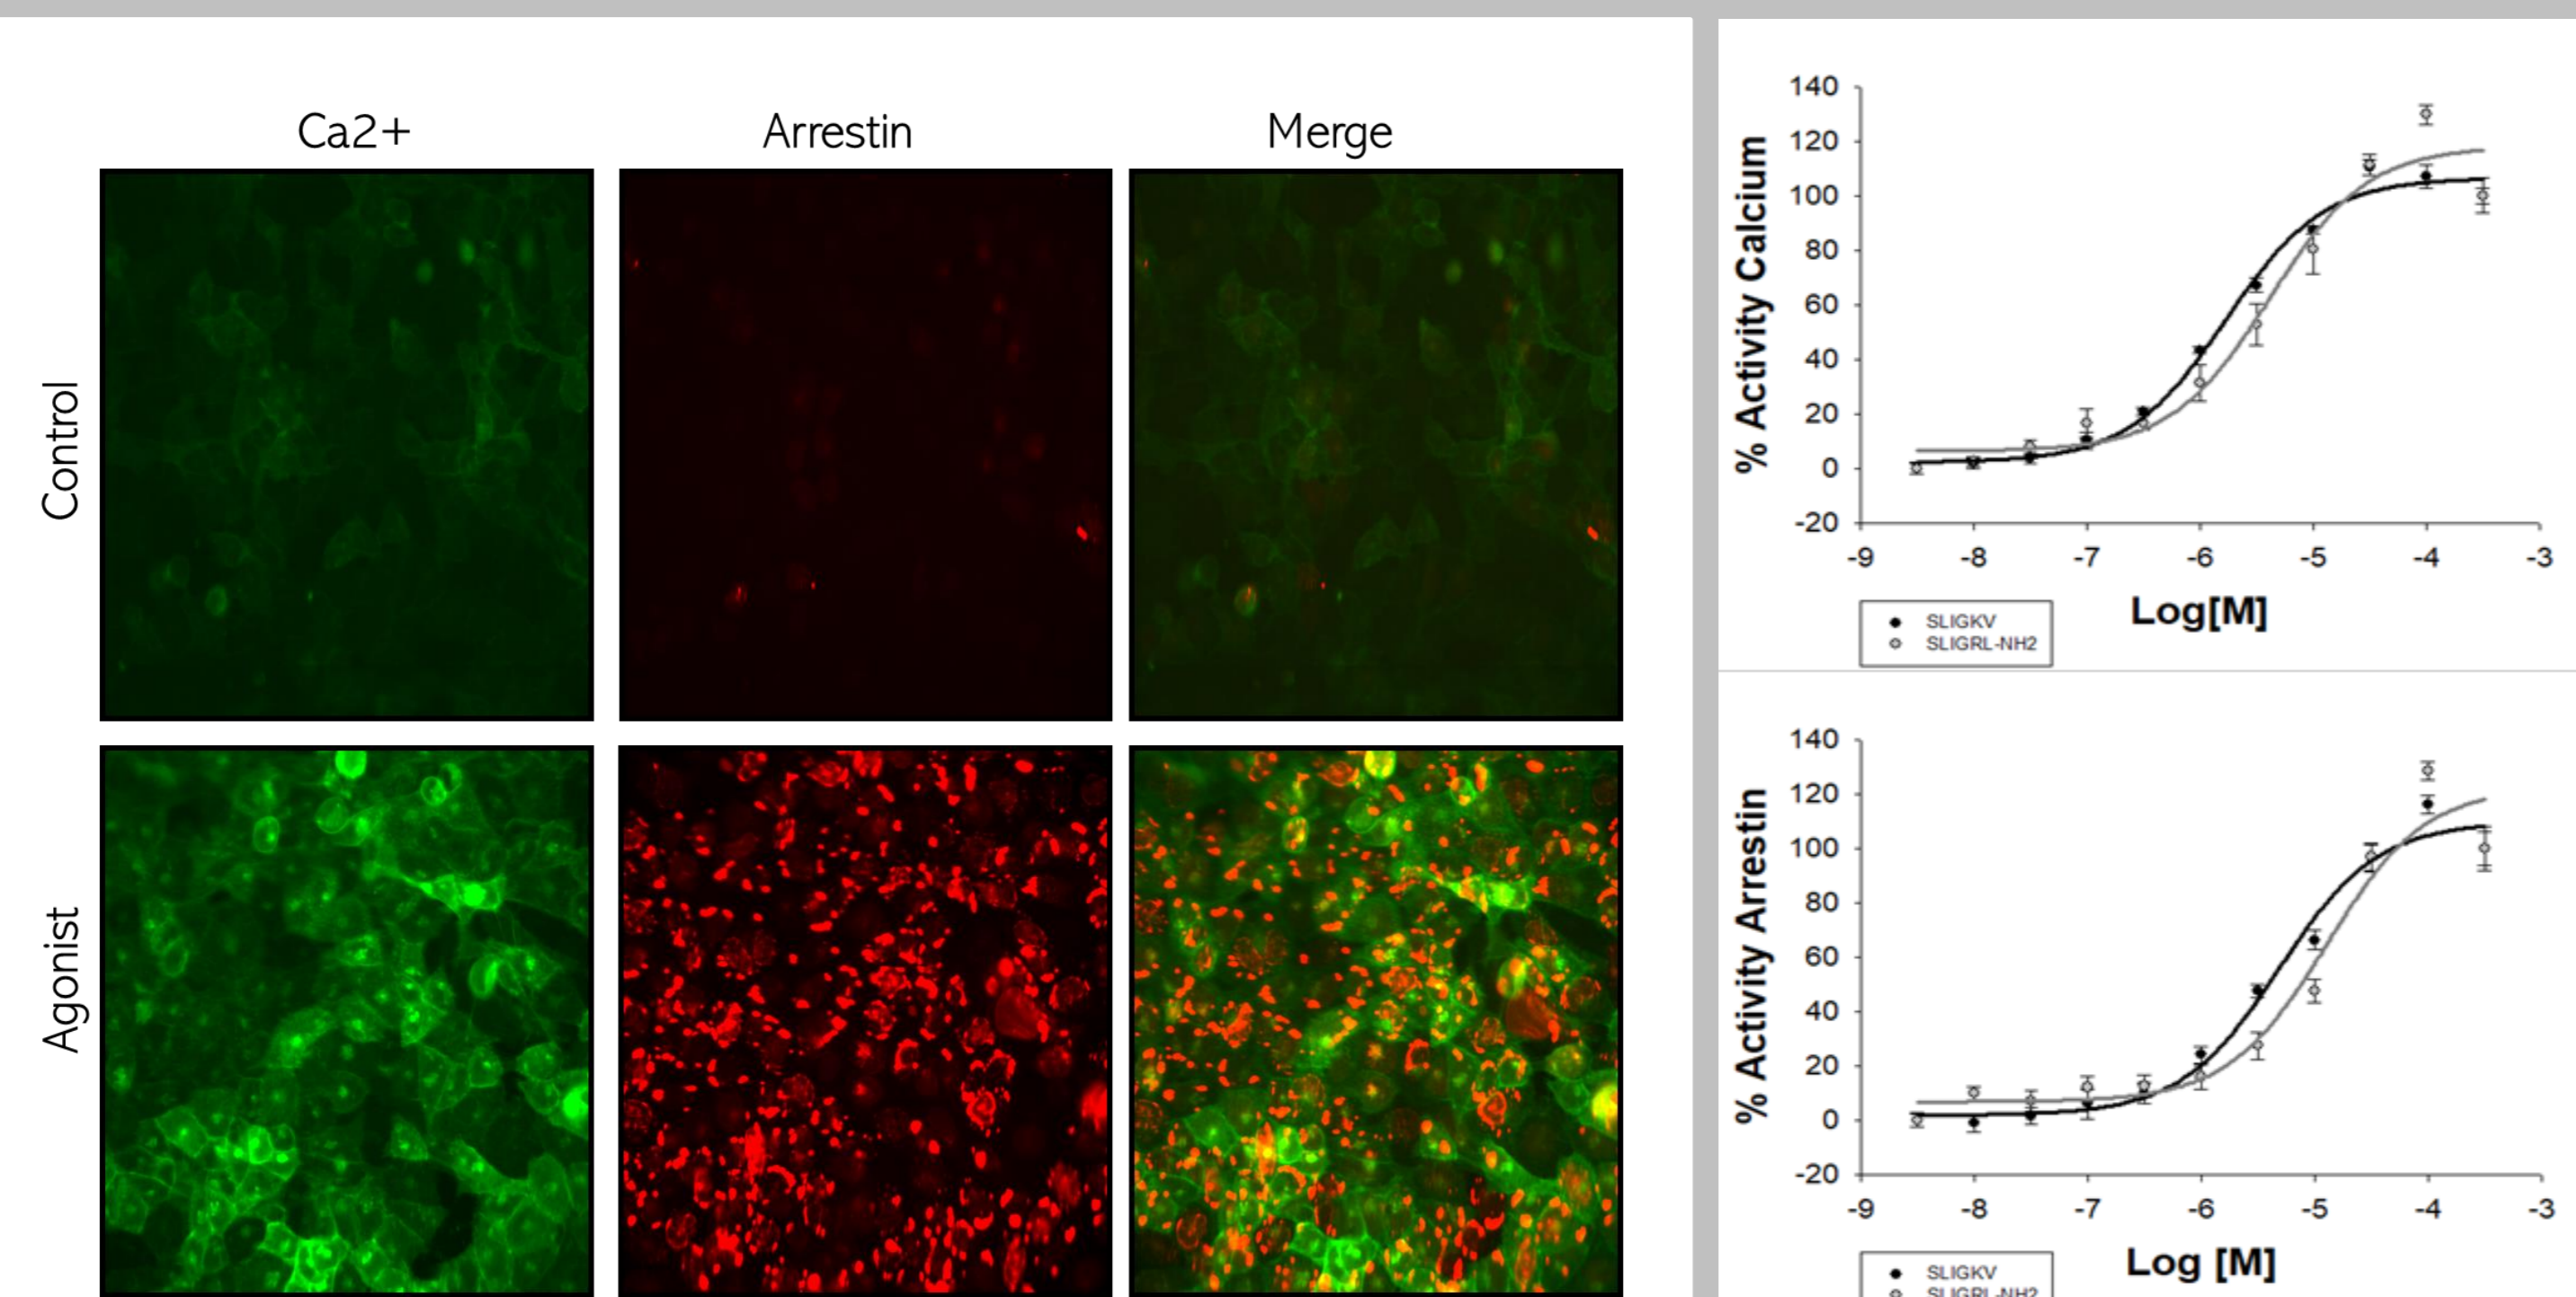 Ca2+
Arrestin
Merge
Control
Agonist
% Activity Calcium
140
120
100
80
60
40
20
0
-20
-9 -8 -7 -6 -5 -4 -3
Log[M]
SLIGKV
SLIGRL-NH2
% Activity Arrestin
140
120
100
80
60
40
20
0
-20
-9 -8 -7 -6 -5 -4 -3
Log [M]
SLIGKV
SLIGRL-NH2